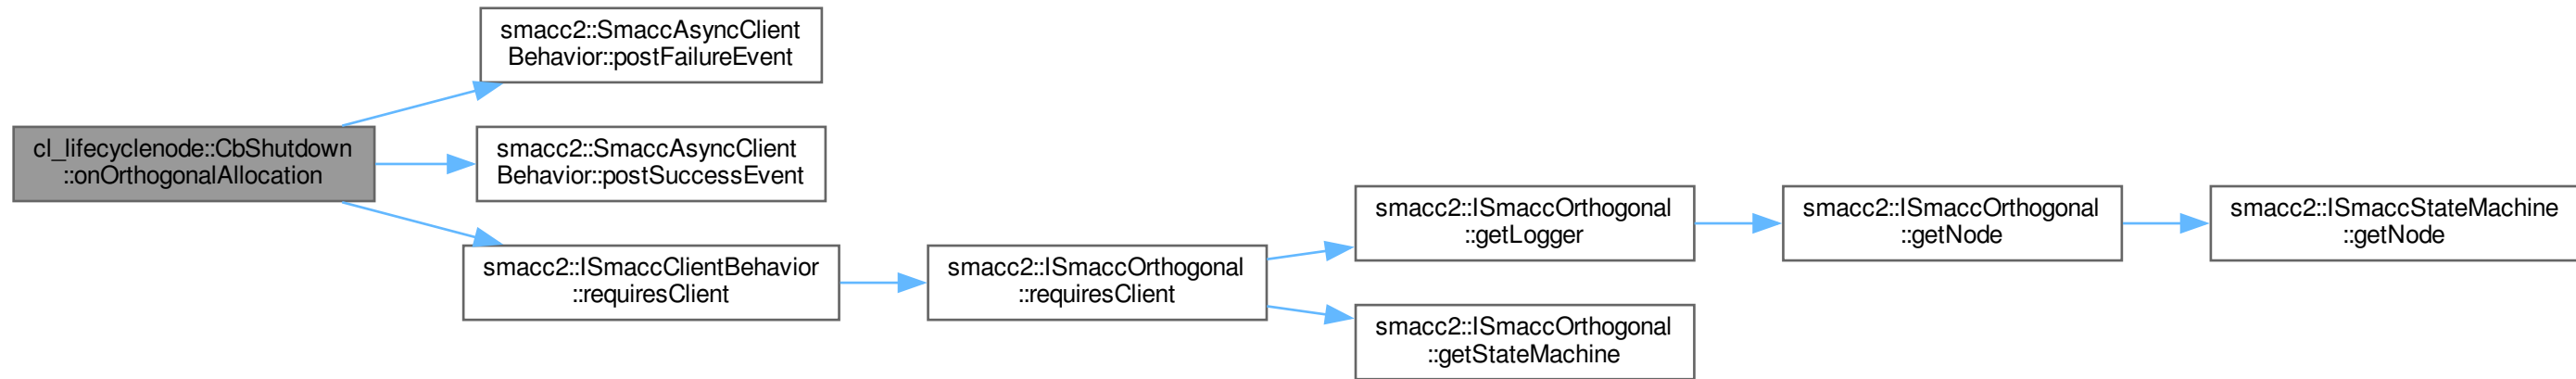 smacc2::SmaccAsyncClient
Behavior::postFailureEvent
cl_lifecyclenode::CbShutdown
::onOrthogonalAllocation
smacc2::SmaccAsyncClient
Behavior::postSuccessEvent
smacc2::ISmaccClientBehavior
::requiresClient
smacc2::ISmaccOrthogonal
::requiresClient
smacc2::ISmaccOrthogonal
::getLogger
smacc2::ISmaccOrthogonal
::getNode
smacc2::ISmaccStateMachine
::getNode
smacc2::ISmaccOrthogonal
::getStateMachine